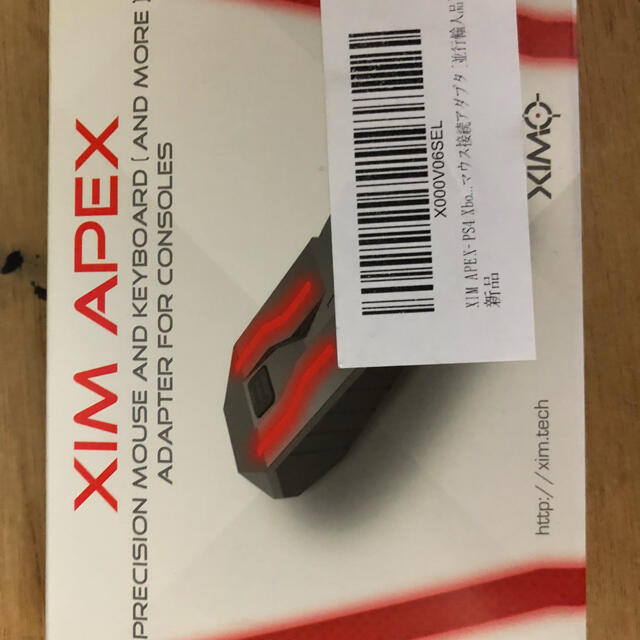 XIM APEX
PRECISION MOUSE AND KEYBOARD [ AND MORE ]
ADAPTER FOR CONSOLES
X000V06SEL
XIM APEX- PS4 Xbo...マウス接続アダプタ [並行輸入品]
新品
XIM
http://xim.tech